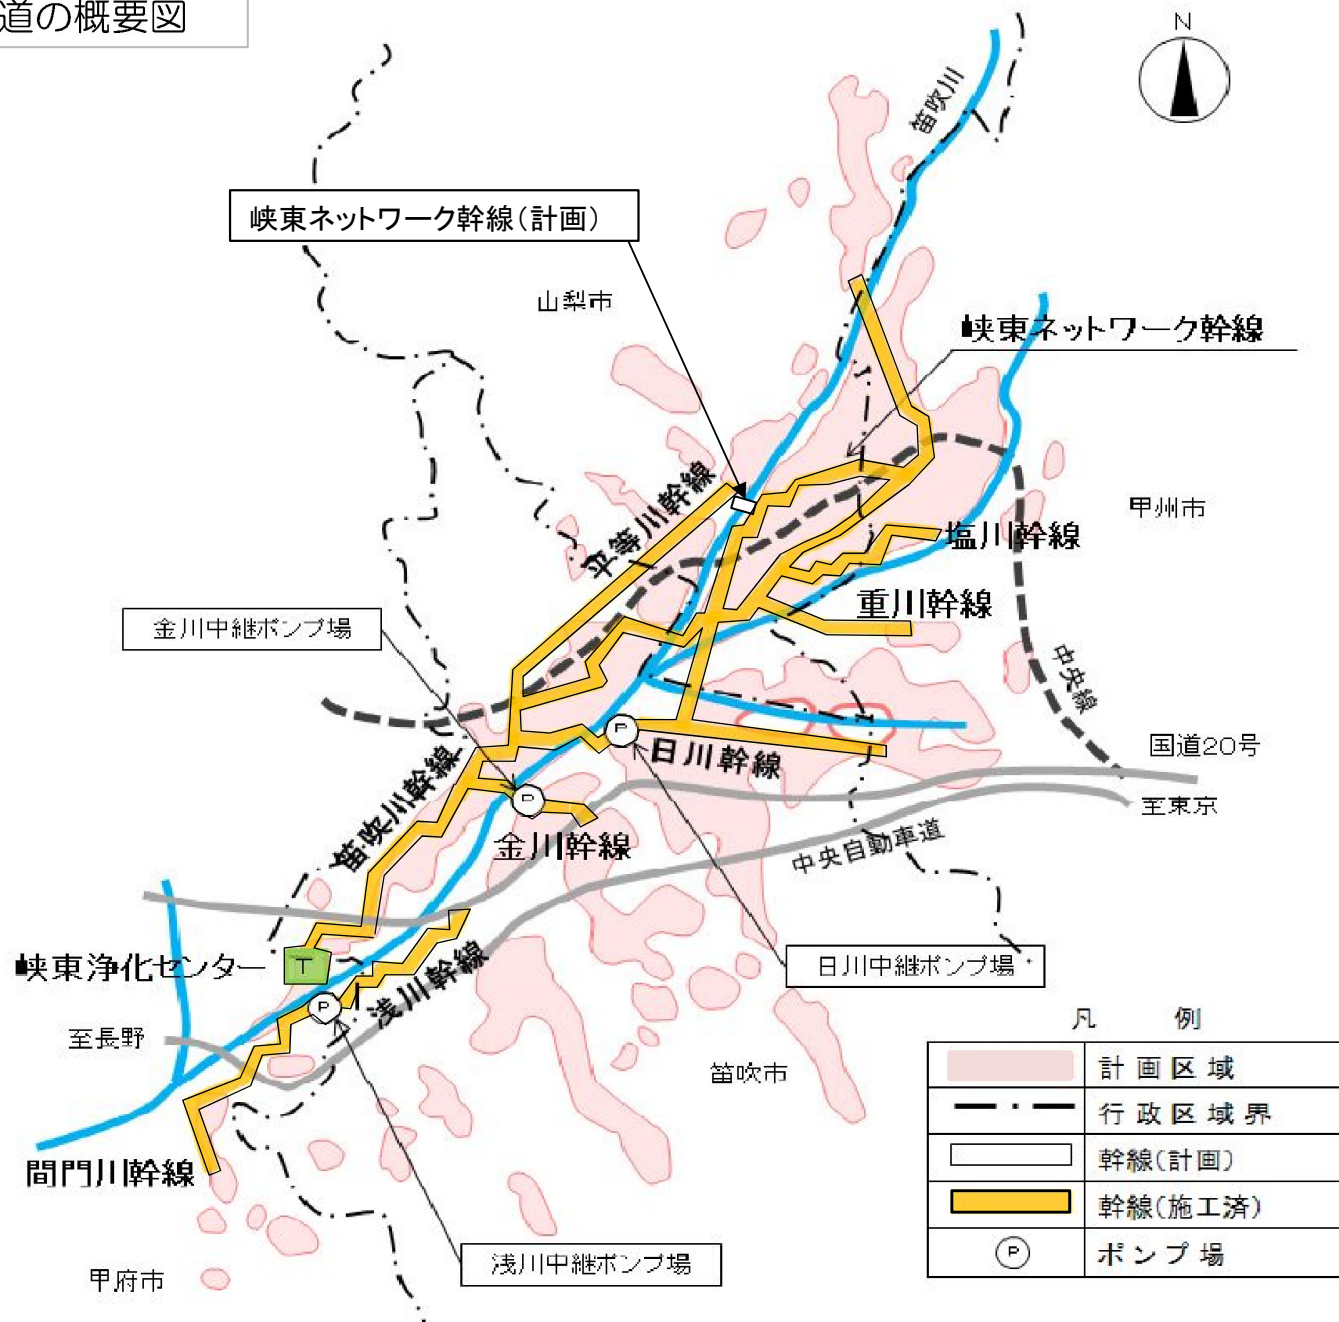 道の概要図
N
笛吹川
峡東ネットワーク幹線(計画)
山梨市
峡東ネットワーク幹線
平等川幹線
甲州市
塩川幹線
重川幹線
金川中継ポンプ場
中央線
P
日川幹線
国道20号
笛吹川幹線
P
至東京
金川幹線
中央自動車道
峡東浄化センター
T
日川中継ポンプ場
浅川幹線
P
至長野
笛吹市
間門川幹線
浅川中継ポンプ場
甲府市
凡 例
計画区域
行政区域界
幹線(計画)
幹線(施工済)
P ポンプ場